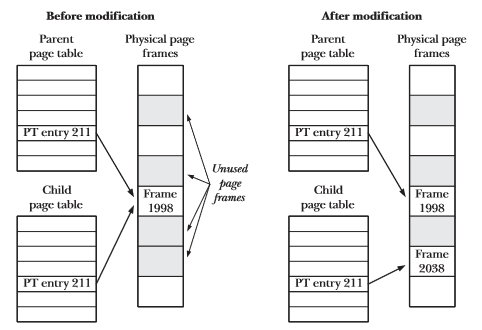 Before modification
Parent
page table
Physical page
frames
PT entry 211
Child
page table
Frame
1998
Unused
page
frames
PT entry 211
After modification
Parent
page table
Physical page
frames
PT entry 211
Child
page table
Frame
1998
Frame
2038
PT entry 211